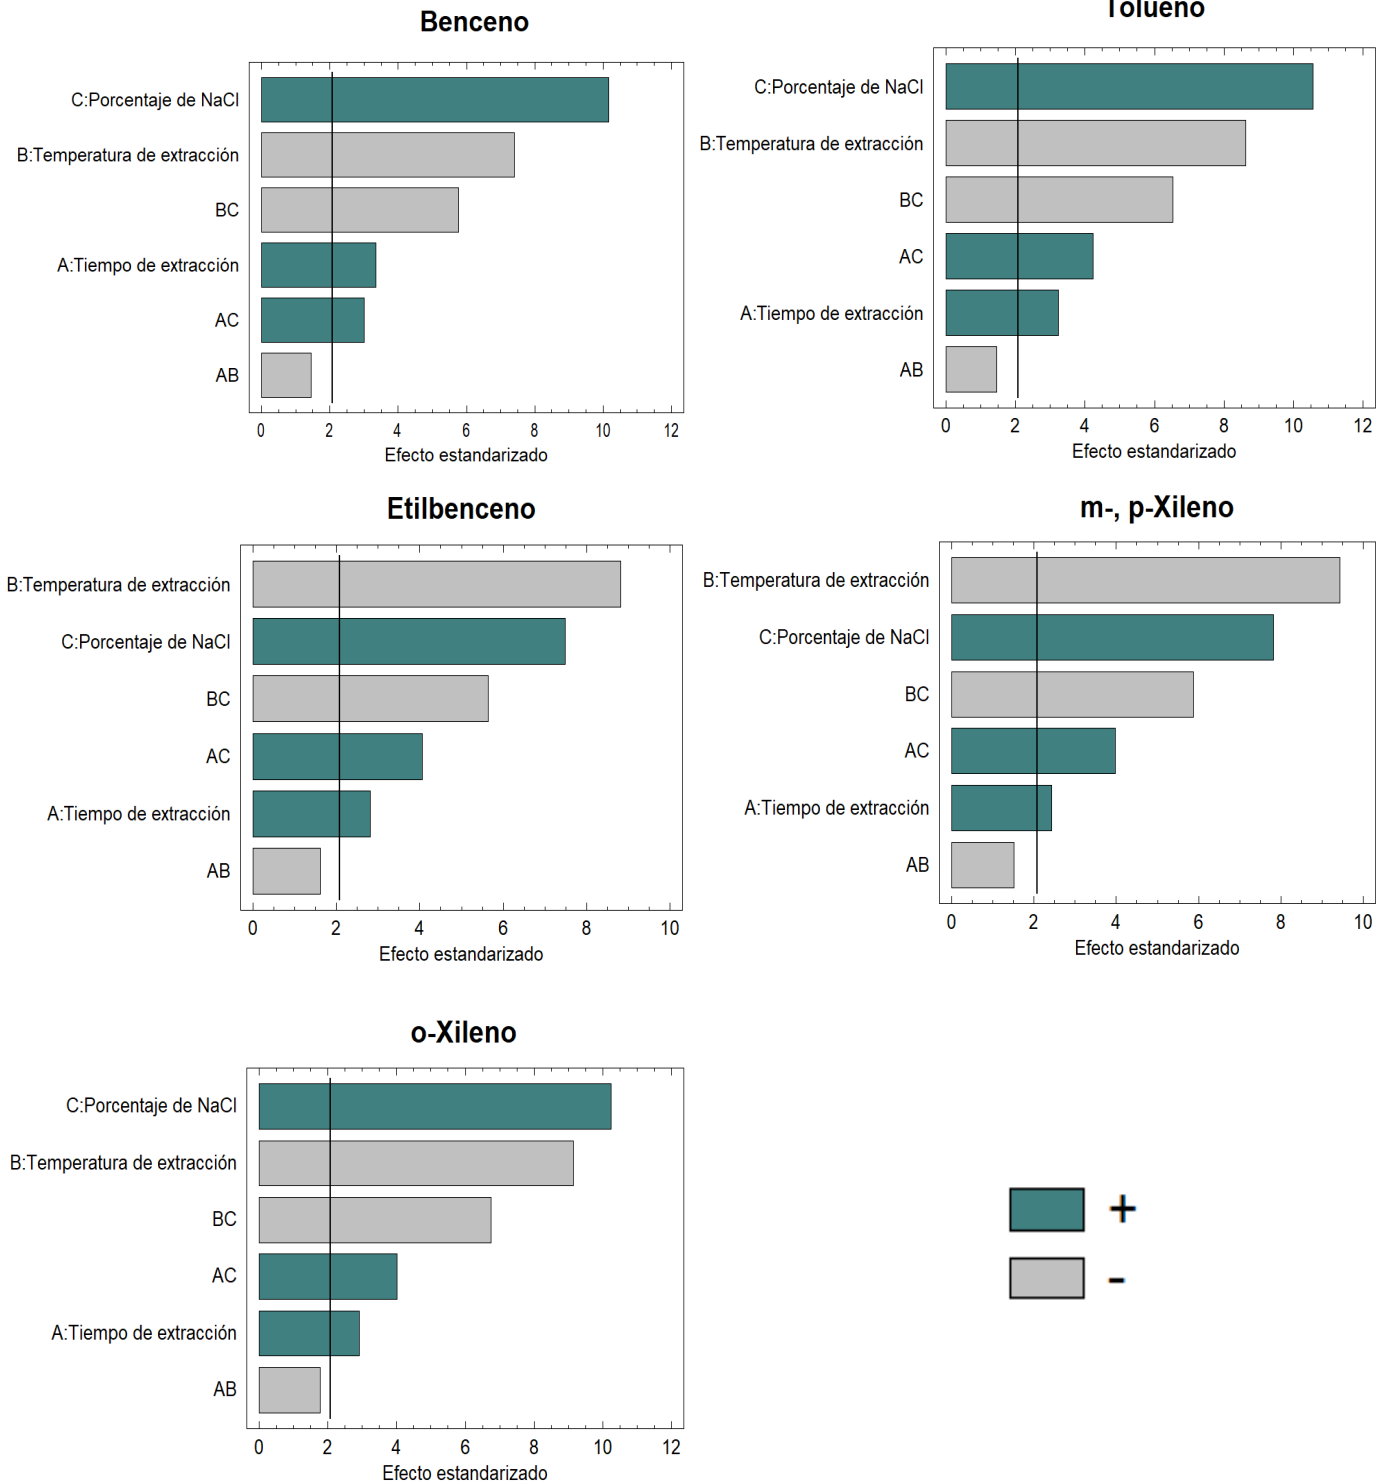 Benceno
C:Porcentaje de NaCl
B:Temperatura de extracción
BC
A:Tiempo de extracción
AC
AB
0 2 4 6 8 10 12
Efecto estandarizado
Tolueno
C:Porcentaje de NaCl
B:Temperatura de extracción
BC
AC
A:Tiempo de extracción
AB
0 2 4 6 8 10 12
Efecto estandarizado
Etilbenceno
B:Temperatura de extracción
C:Porcentaje de NaCl
BC
AC
A:Tiempo de extracción
AB
0 2 4 6 8 10
Efecto estandarizado
m-, p-Xileno
B:Temperatura de extracción
C:Porcentaje de NaCl
BC
AC
A:Tiempo de extracción
AB
0 2 4 6 8 10
Efecto estandarizado
o-Xileno
C:Porcentaje de NaCl
B:Temperatura de extracción
BC
AC
A:Tiempo de extracción
AB
0 2 4 6 8 10 12
Efecto estandarizado
+
-